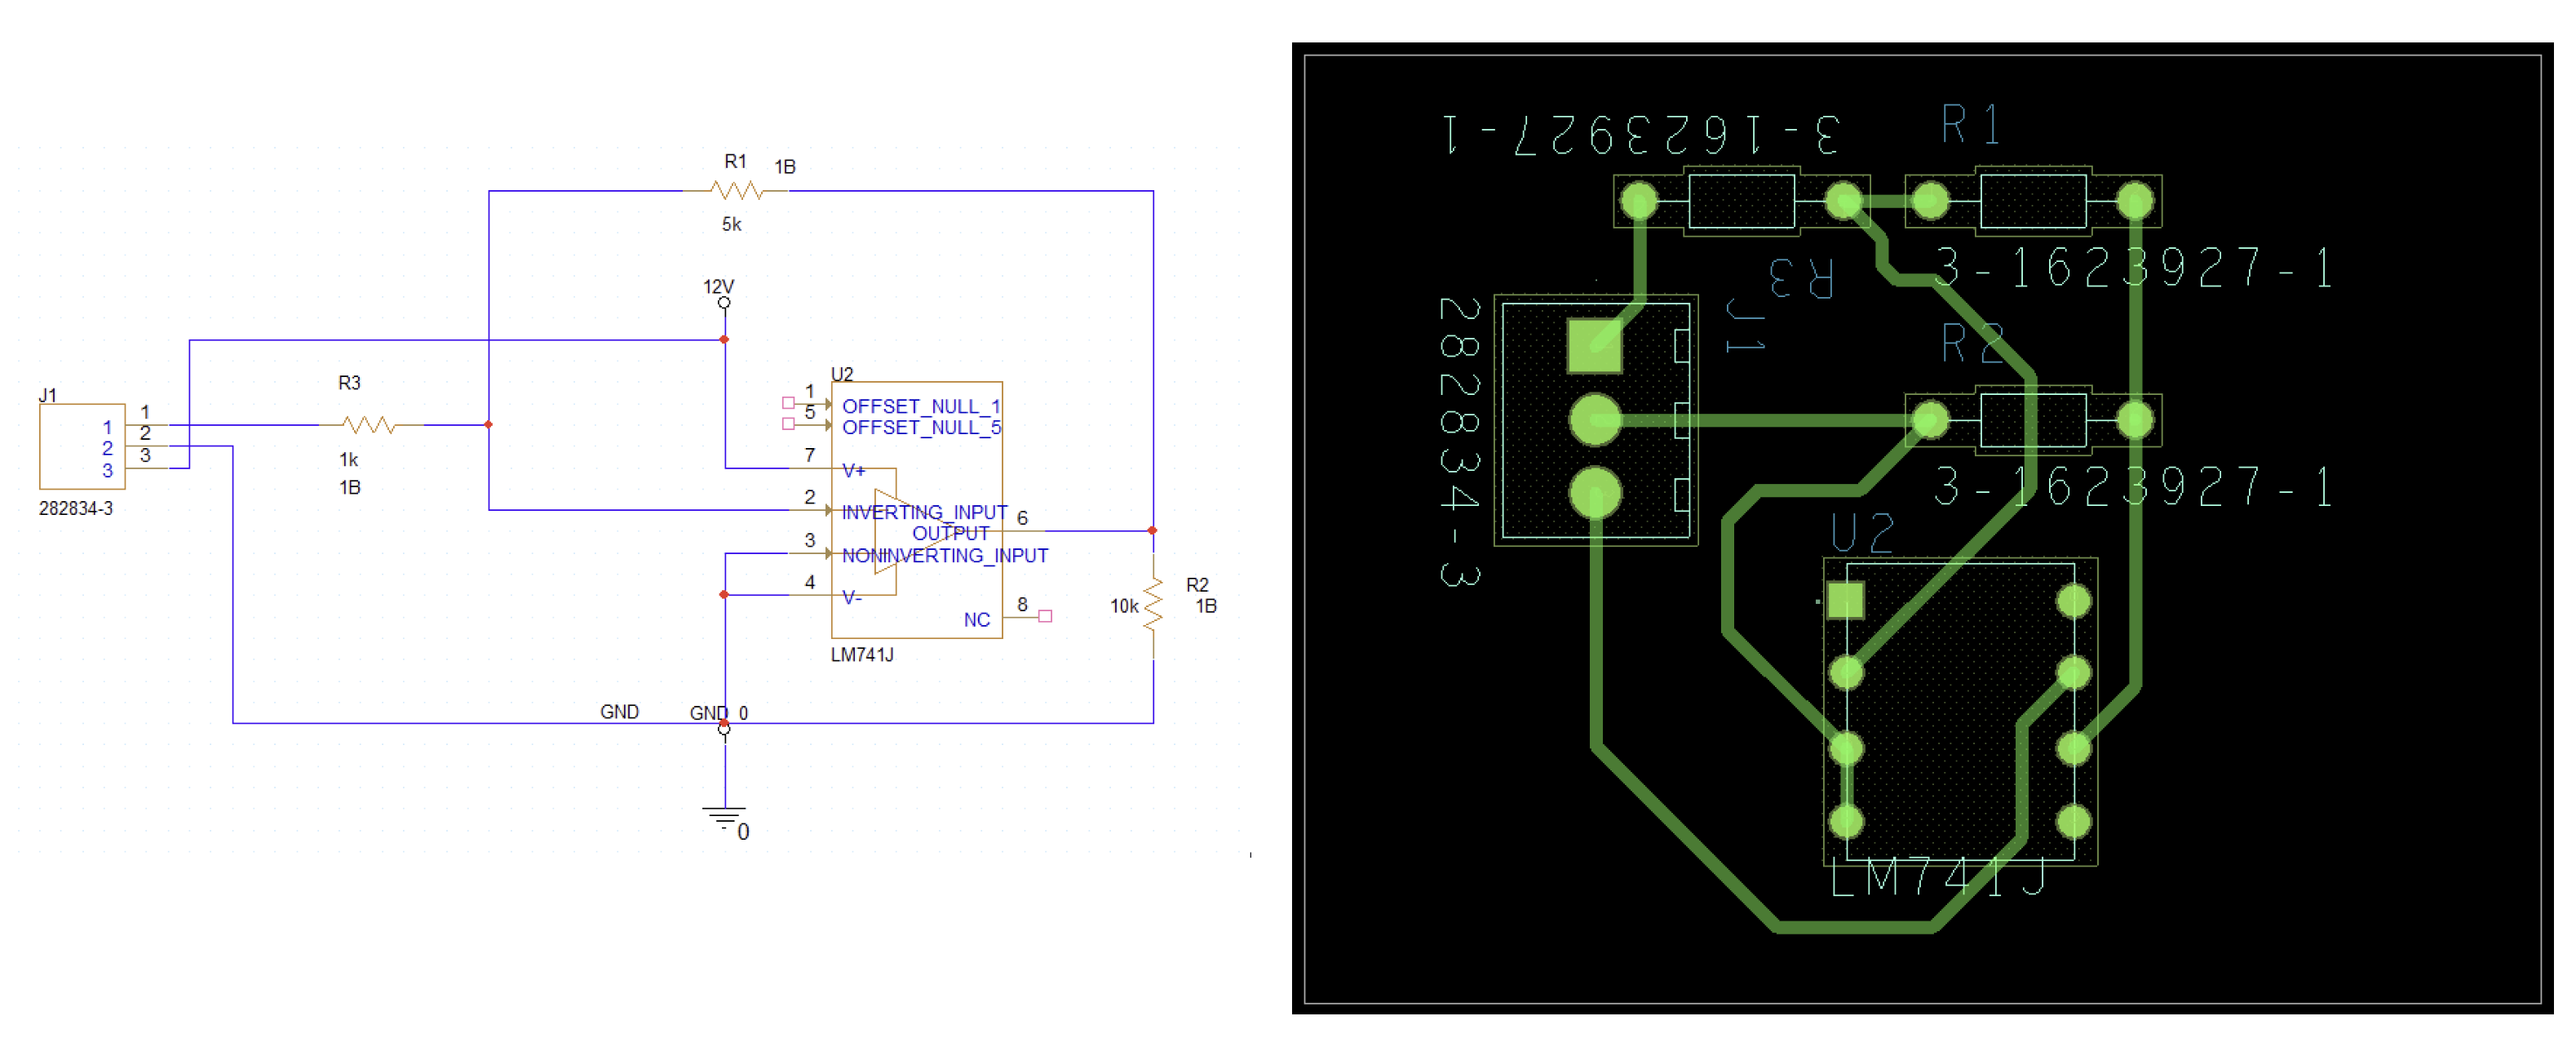 R1 1B
5k
12V
J1
R3
1k
1B
1 1
2 2
3 3
282834-3
U2
1 OFFSET_NULL_1
5 OFFSET_NULL_5
7 V+
2 INVERTING_INPUT
6 OUTPUT
3 NONINVERTING_INPUT
4 V-
8 NC
LM741J
R2
10k 1B
GND GND_0
0
3-1623927-1
R1
R3
3-1623927-1
282834-3
J1
R2
3-1623927-1
U2
LM741J